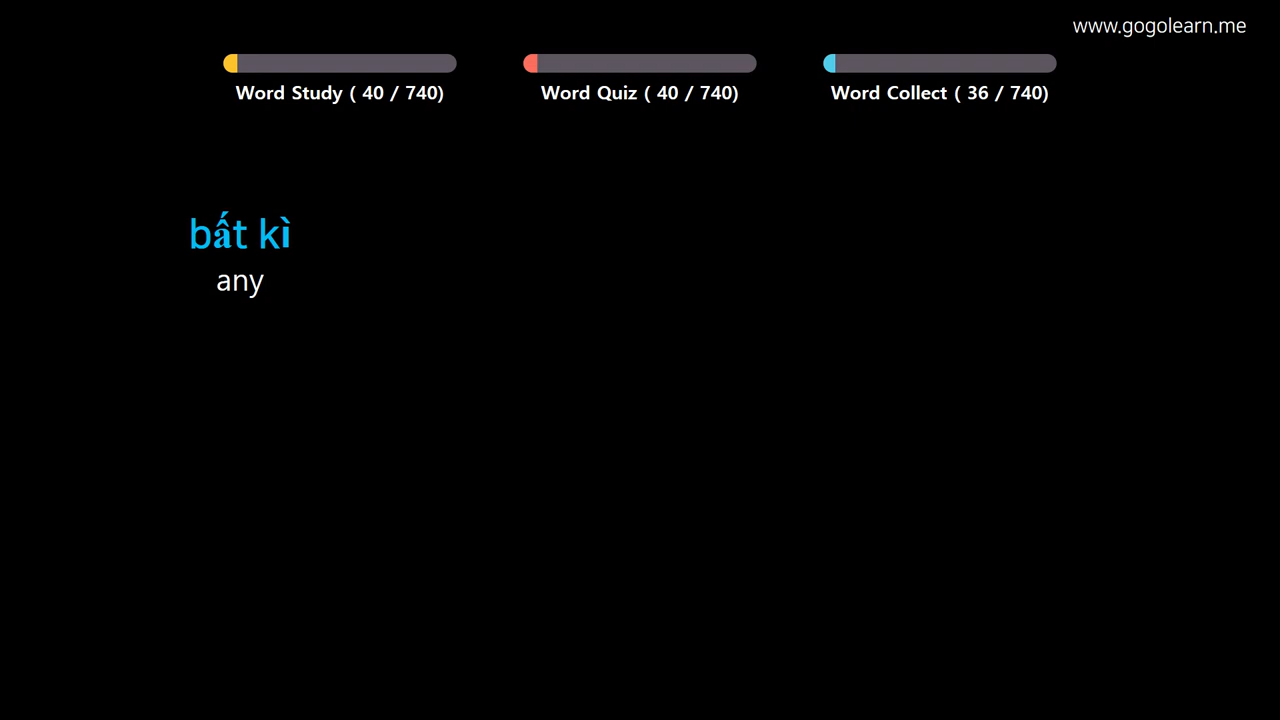 www.gogolearn.me
Word Study ( 40 / 740)
Word Quiz ( 40 / 740)
Word Collect ( 36 / 740)
bất kì
any